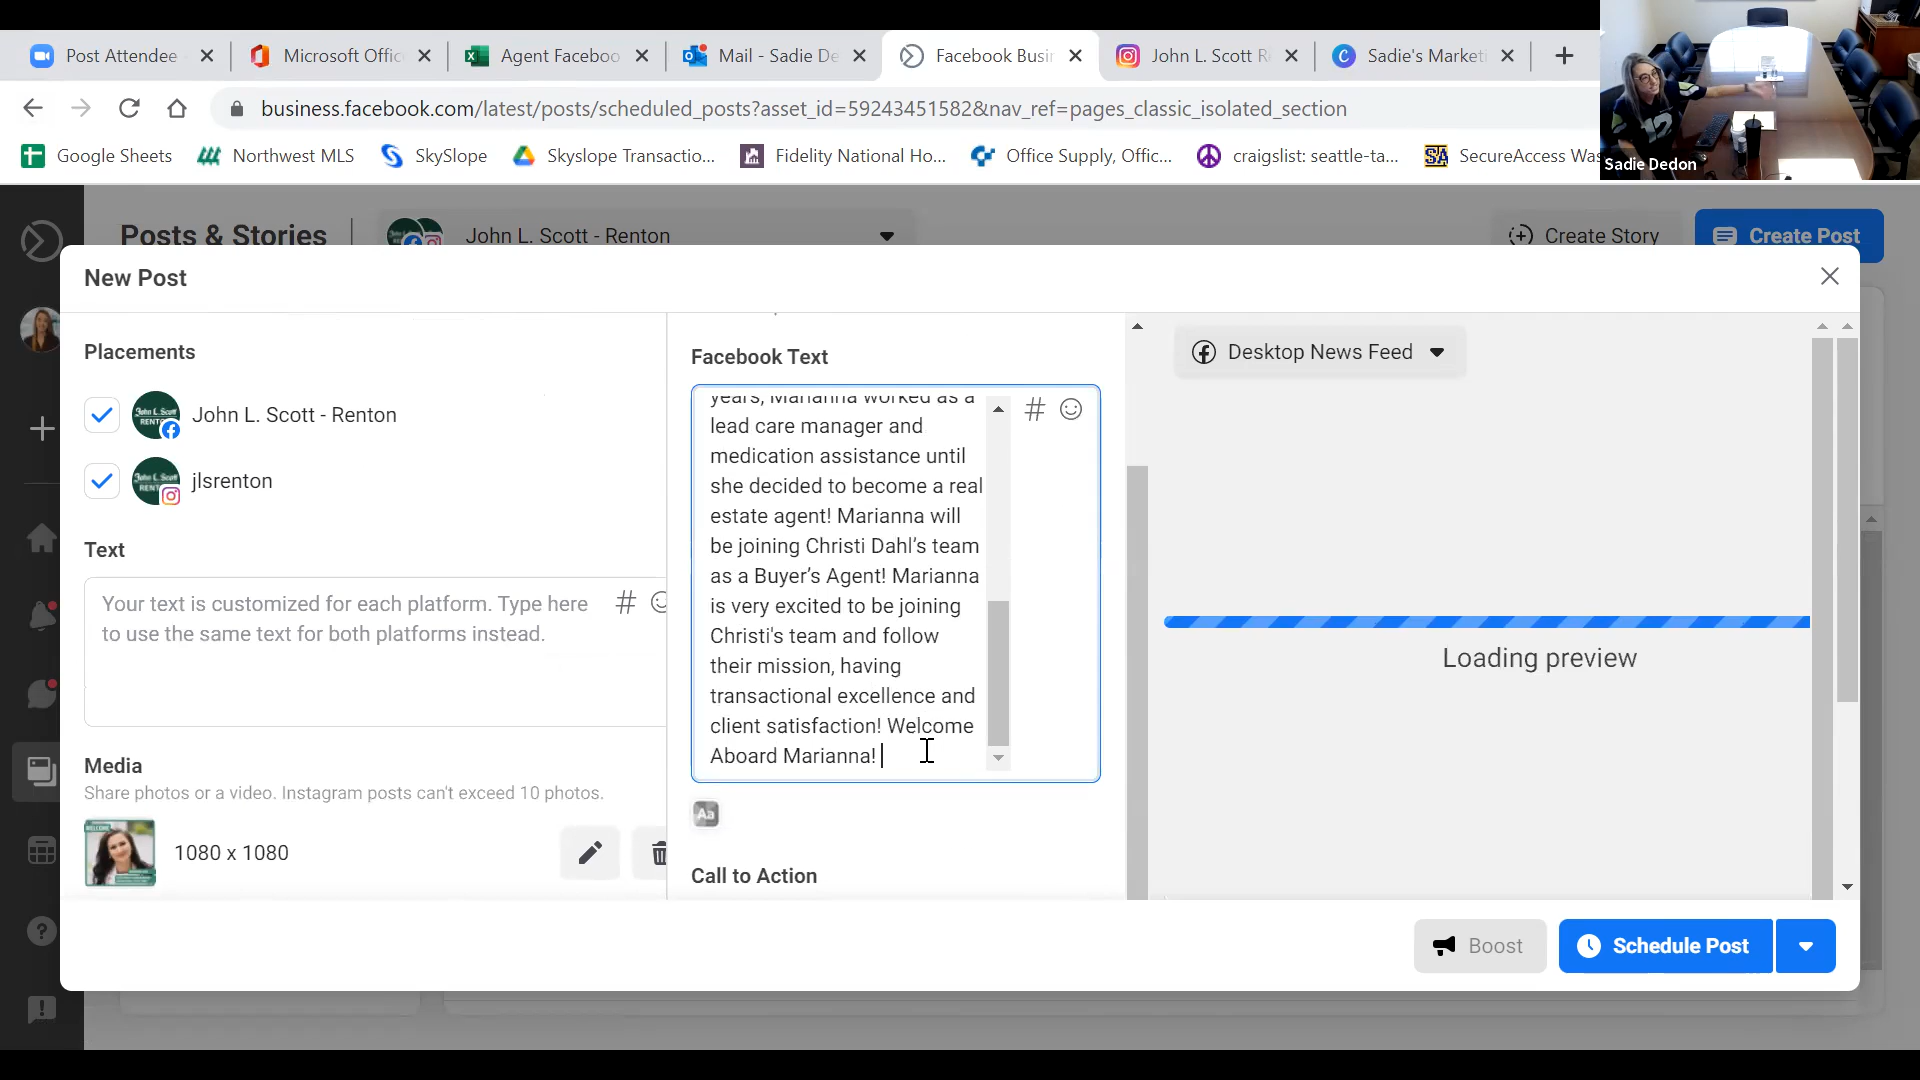 Post Attendee
Microsoft Offic
Agent Faceboo
Mail - Sadie De
Facebook Busi
John L. Scott R
Sadie's Market
business.facebook.com/latest/posts/scheduled_posts?asset_id=59243451582&nav_ref=pages_classic_isolated_section
Google Sheets
Northwest MLS
SkySlope
Skyslope Transactio...
Fidelity National Ho...
Office Supply, Offic...
craigslist: seattle-ta...
SecureAccess Was
Sadie Dedon
Posts & Stories
John L. Scott - Renton
Create Story
Create Post
New Post
Placements
John L. Scott - Renton
jlsrenton
Text
Your text is customized for each platform. Type here
to use the same text for both platforms instead.
Media
Share photos or a video. Instagram posts can't exceed 10 photos.
1080 x 1080
Facebook Text
years, Marianna worked as a
lead care manager and
medication assistance until
she decided to become a real
estate agent! Marianna will
be joining Christi Dahl’s team
as a Buyer’s Agent! Marianna
is very excited to be joining
Christi's team and follow
their mission, having
transactional excellence and
client satisfaction! Welcome
Aboard Marianna!
Aa
Call to Action
Desktop News Feed
Loading preview
Boost
Schedule Post